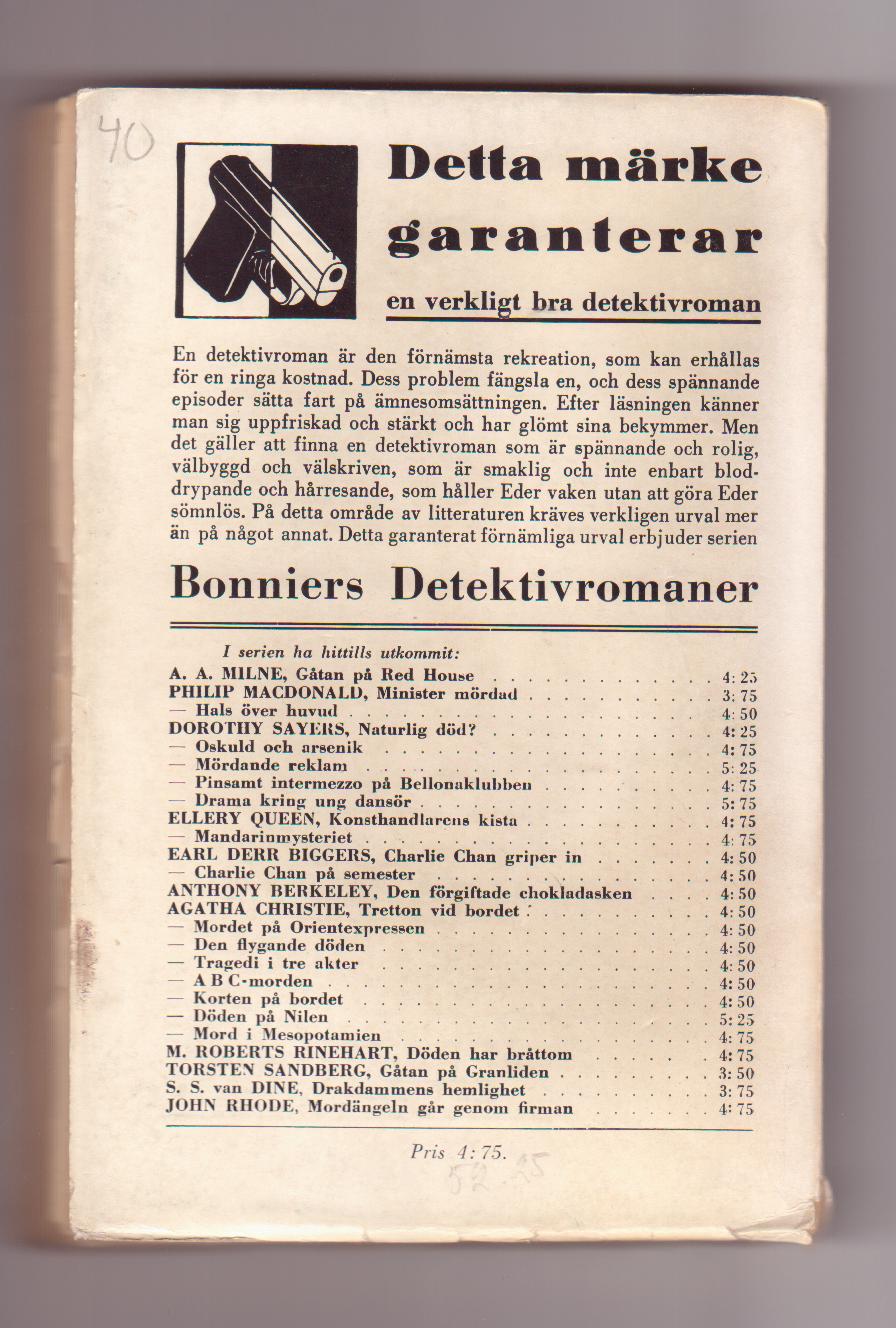 40
Detta märke
garanterar
en verkligt bra detektivroman
En detektivroman är den förnämsta rekreation, som kan erhållas
för en ringa kostnad. Dess problem fängsla en, och dess spännande
episoder sätta fart på ämnesomsättningen. Efter läsningen känner
man sig uppfriskad och stärkt och har glömt sina bekymmer. Men
det gäller att finna en detektivroman som är spännande och rolig,
välbyggd och välskriven, som är smaklig och inte enbart blod-
drypande och hårresande, som håller Eder vaken utan att göra Eder
sömnlös. På detta område av litteraturen kräves verkligen urval mer
än på något annat. Detta garanterat förnämliga urval erbjuder serien
Bonniers Detektivromaner
I serien ha hittills utkommit:
A. A. MILNE, Gåtan på Red House . . . . . . . . . . . . . 4: 25
PHILIP MACDONALD, Minister mördad . . . . . . . . . . . 3: 75
— Hals över huvud . . . . . . . . . . . . . . . . . . . . . 4: 50
DOROTHY SAYERS, Naturlig död? . . . . . . . . . . . . . 4: 25
— Oskuld och arsenik . . . . . . . . . . . . . . . . . . . 4: 75
— Mördande reklam . . . . . . . . . . . . . . . . . . . . 5: 25
— Pinsamt intermezzo på Bellonaklubben . . . . . . . . . . 4: 75
— Drama kring ung dansör . . . . . . . . . . . . . . . . . 5: 75
ELLERY QUEEN, Konsthandlarens kista . . . . . . . . . . . 4: 75
— Mandarinmysteriet . . . . . . . . . . . . . . . . . . . . 4: 75
EARL DERR BIGGERS, Charlie Chan griper in . . . . . . . 4: 50
— Charlie Chan på semester . . . . . . . . . . . . . . . . 4: 50
ANTHONY BERKELEY, Den förgiftade chokladasken . . . . 4: 50
AGATHA CHRISTIE, Tretton vid bordet . . . . . . . . . . . 4: 50
— Mordet på Orientexpressen . . . . . . . . . . . . . . . . 4: 50
— Den flygande döden . . . . . . . . . . . . . . . . . . . 4: 50
— Tragedi i tre akter . . . . . . . . . . . . . . . . . . . 4: 50
— A B C-morden . . . . . . . . . . . . . . . . . . . . . . 4: 50
— Korten på bordet . . . . . . . . . . . . . . . . . . . . 4: 50
— Döden på Nilen . . . . . . . . . . . . . . . . . . . . . 5: 25
— Mord i Mesopotamien . . . . . . . . . . . . . . . . . . 4: 75
M. ROBERTS RINEHART, Döden har bråttom . . . . . . 4: 75
TORSTEN SANDBERG, Gåtan på Granliden . . . . . . . . . 3: 50
S. S. van DINE, Drakdammens hemlighet . . . . . . . . . . 3: 75
JOHN RHODE, Mordängeln går genom firman . . . . . . . 4: 75
Pris 4: 75.
52.25